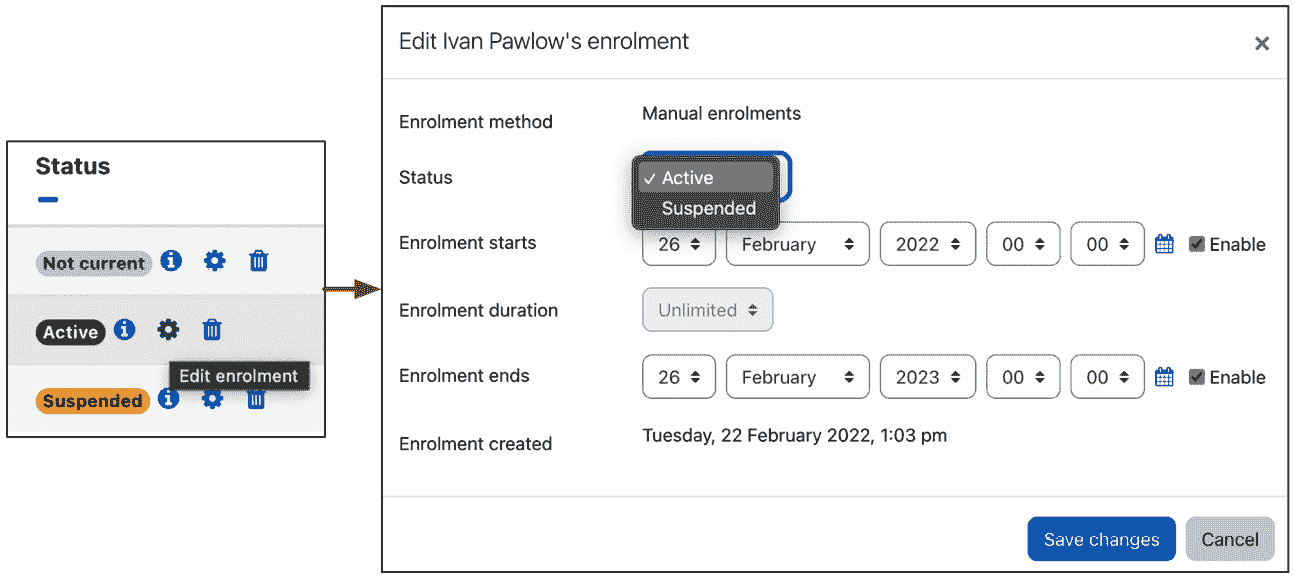 Status
Not current
Active
Edit enrolment
Suspended
Edit Ivan Pawlow's enrolment
Enrolment method Manual enrolments
Status ✓ Active
Suspended
Enrolment starts 26 February 2022 00 00 Enable
Enrolment duration Unlimited
Enrolment ends 26 February 2023 00 00 Enable
Enrolment created Tuesday, 22 February 2022, 1:03 pm
Save changes Cancel